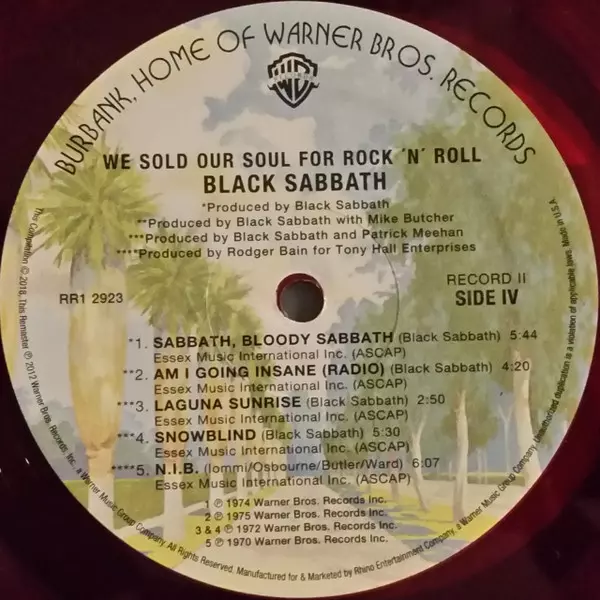 BURBANK, HOME OF WARNER BROS. RECORDS
WE SOLD OUR SOUL FOR ROCK 'N' ROLL
BLACK SABBATH
*Produced by Black Sabbath
**Produced by Black Sabbath with Mike Butcher
***Produced by Black Sabbath and Patrick Meehan
****Produced by Rodger Bain for Tony Hall Enterprises
RR1 2923
RECORD II
SIDE IV
*1. SABBATH, BLOODY SABBATH (Black Sabbath) 5:44
Essex Music International Inc. (ASCAP)
**2. AM I GOING INSANE (RADIO) (Black Sabbath) 4:20
Essex Music International Inc. (ASCAP)
***3. LAGUNA SUNRISE (Black Sabbath) 2:50
Essex Music International Inc. (ASCAP)
***4. SNOWBLIND (Black Sabbath) 5:30
Essex Music International Inc. (ASCAP)
****5. N.I.B. (Iommi/Osbourne/Butler/Ward) 6:07
Essex Music International Inc. (ASCAP)
1 ℗ 1974 Warner Bros. Records Inc.
2 ℗ 1975 Warner Bros. Records Inc.
3 & 4 ℗ 1972 Warner Bros. Records Inc.
5 ℗ 1970 Warner Bros. Records Inc.
This Compilation © 2018, This Remaster ℗ 2012 Warner Bros. Records, Inc., a Warner Music Group Company. All Rights Reserved. Manufactured for & Marketed by Rhino Entertainment Company, a Warner Music Group Company. Unauthorized duplication is a violation of applicable laws. Made in U.S.A.